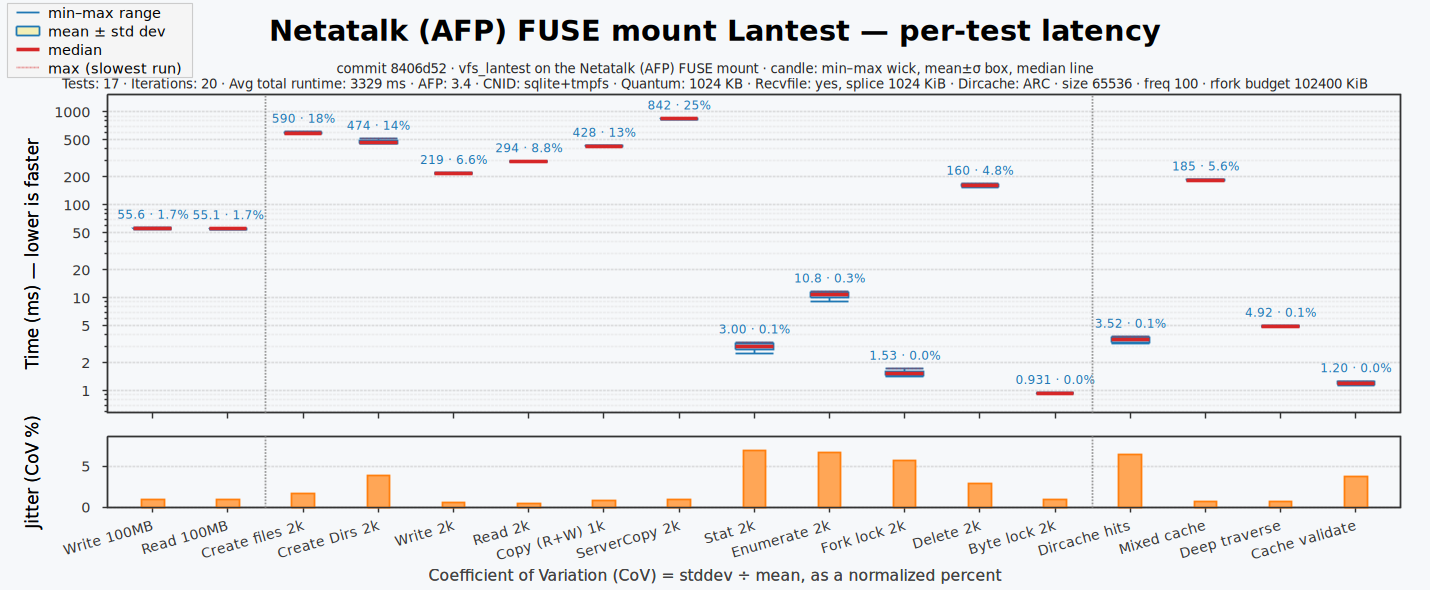 min–max range
mean ± std dev
median
max (slowest run)
Netatalk (AFP) FUSE mount Lantest — per-test latency
commit 8406d52 · vfs_lantest on the Netatalk (AFP) FUSE mount · candle: min–max wick, mean±σ box, median line
Tests: 17 · Iterations: 20 · Avg total runtime: 3329 ms · AFP: 3.4 · CNID: sqlite+tmpfs · Quantum: 1024 KB · Recvfile: yes, splice 1024 KiB · Dircache: ARC · size 65536 · freq 100 · rfork budget 102400 KiB
Time (ms) — lower is faster
1000
500
200
100
50
20
10
5
2
1
55.6 · 1.7%
55.1 · 1.7%
590 · 18%
474 · 14%
219 · 6.6%
294 · 8.8%
428 · 13%
842 · 25%
3.00 · 0.1%
10.8 · 0.3%
1.53 · 0.0%
160 · 4.8%
0.931 · 0.0%
3.52 · 0.1%
185 · 5.6%
4.92 · 0.1%
1.20 · 0.0%
Jitter (CoV %)
5
0
Write 100MB
Read 100MB
Create files 2k
Create Dirs 2k
Write 2k
Read 2k
Copy (R+W) 1k
ServerCopy 2k
Stat 2k
Enumerate 2k
Fork lock 2k
Delete 2k
Byte lock 2k
Dircache hits
Mixed cache
Deep traverse
Cache validate
Coefficient of Variation (CoV) = stddev ÷ mean, as a normalized percent